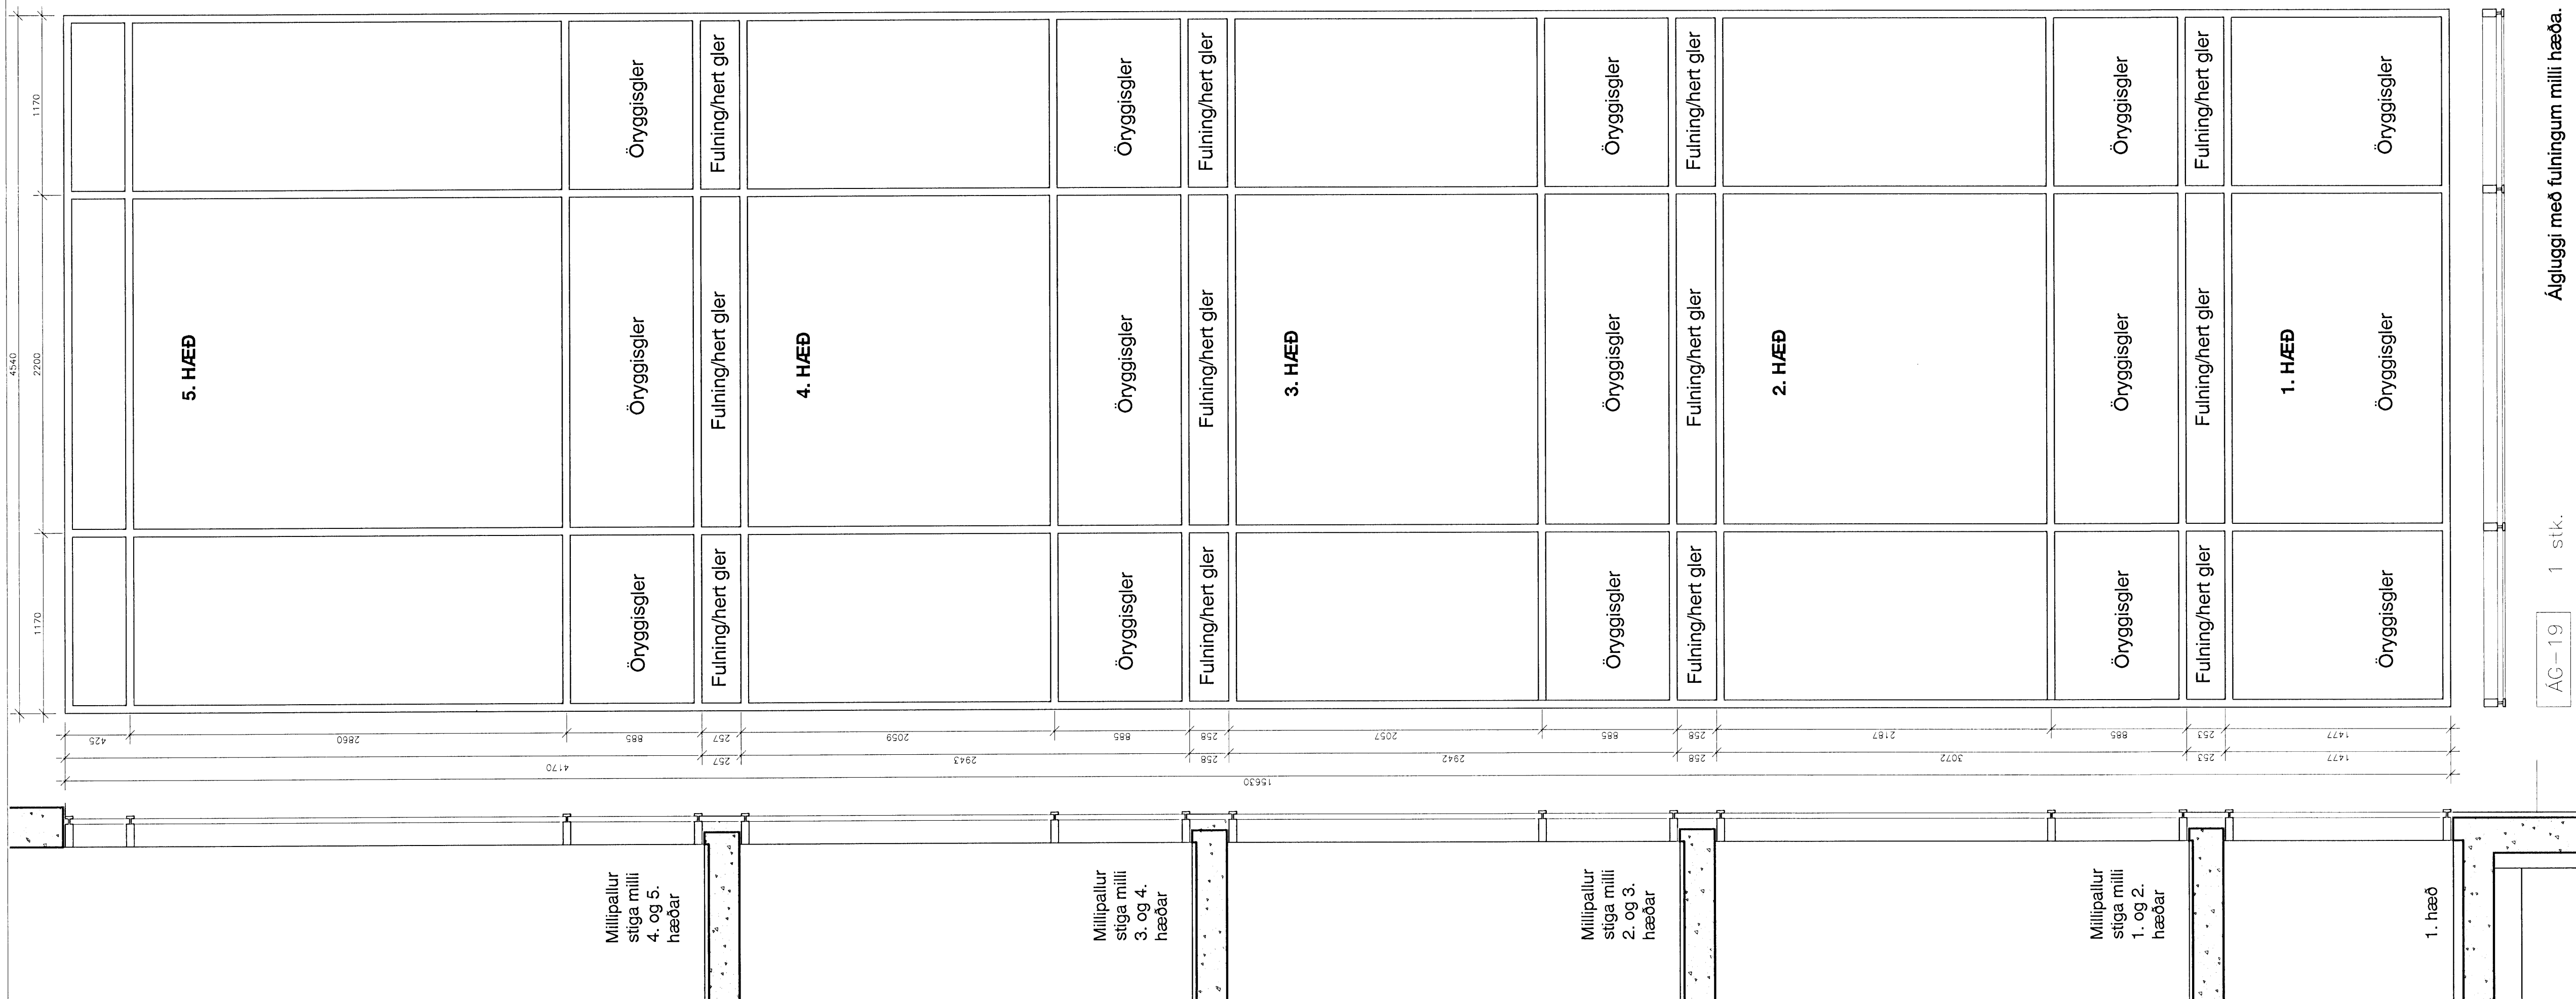 4540
1170
2200
1170
5. HÆÐ
Öryggisgler
Öryggisgler
Öryggisgler
Fulning/hert gler
Fulning/hert gler
Fulning/hert gler
4. HÆÐ
Öryggisgler
Öryggisgler
Öryggisgler
Fulning/hert gler
Fulning/hert gler
Fulning/hert gler
3. HÆÐ
Öryggisgler
Öryggisgler
Öryggisgler
Fulning/hert gler
Fulning/hert gler
Fulning/hert gler
2. HÆÐ
Öryggisgler
Öryggisgler
Öryggisgler
Fulning/hert gler
Fulning/hert gler
Fulning/hert gler
1. HÆÐ
Öryggisgler
Öryggisgler
Öryggisgler
425
2860
885
257
2059
885
258
2057
885
258
2187
885
253
1477
4170
257
2943
258
2942
258
3072
253
1477
15630
Millipallur
stiga milli
4. og 5.
hæðar
Millipallur
stiga milli
3. og 4.
hæðar
Millipallur
stiga milli
2. og 3.
hæðar
Millipallur
stiga milli
1. og 2.
hæðar
1. hæð
ÁG-19 1 stk.
Álgluggi með fulningum milli hæða.